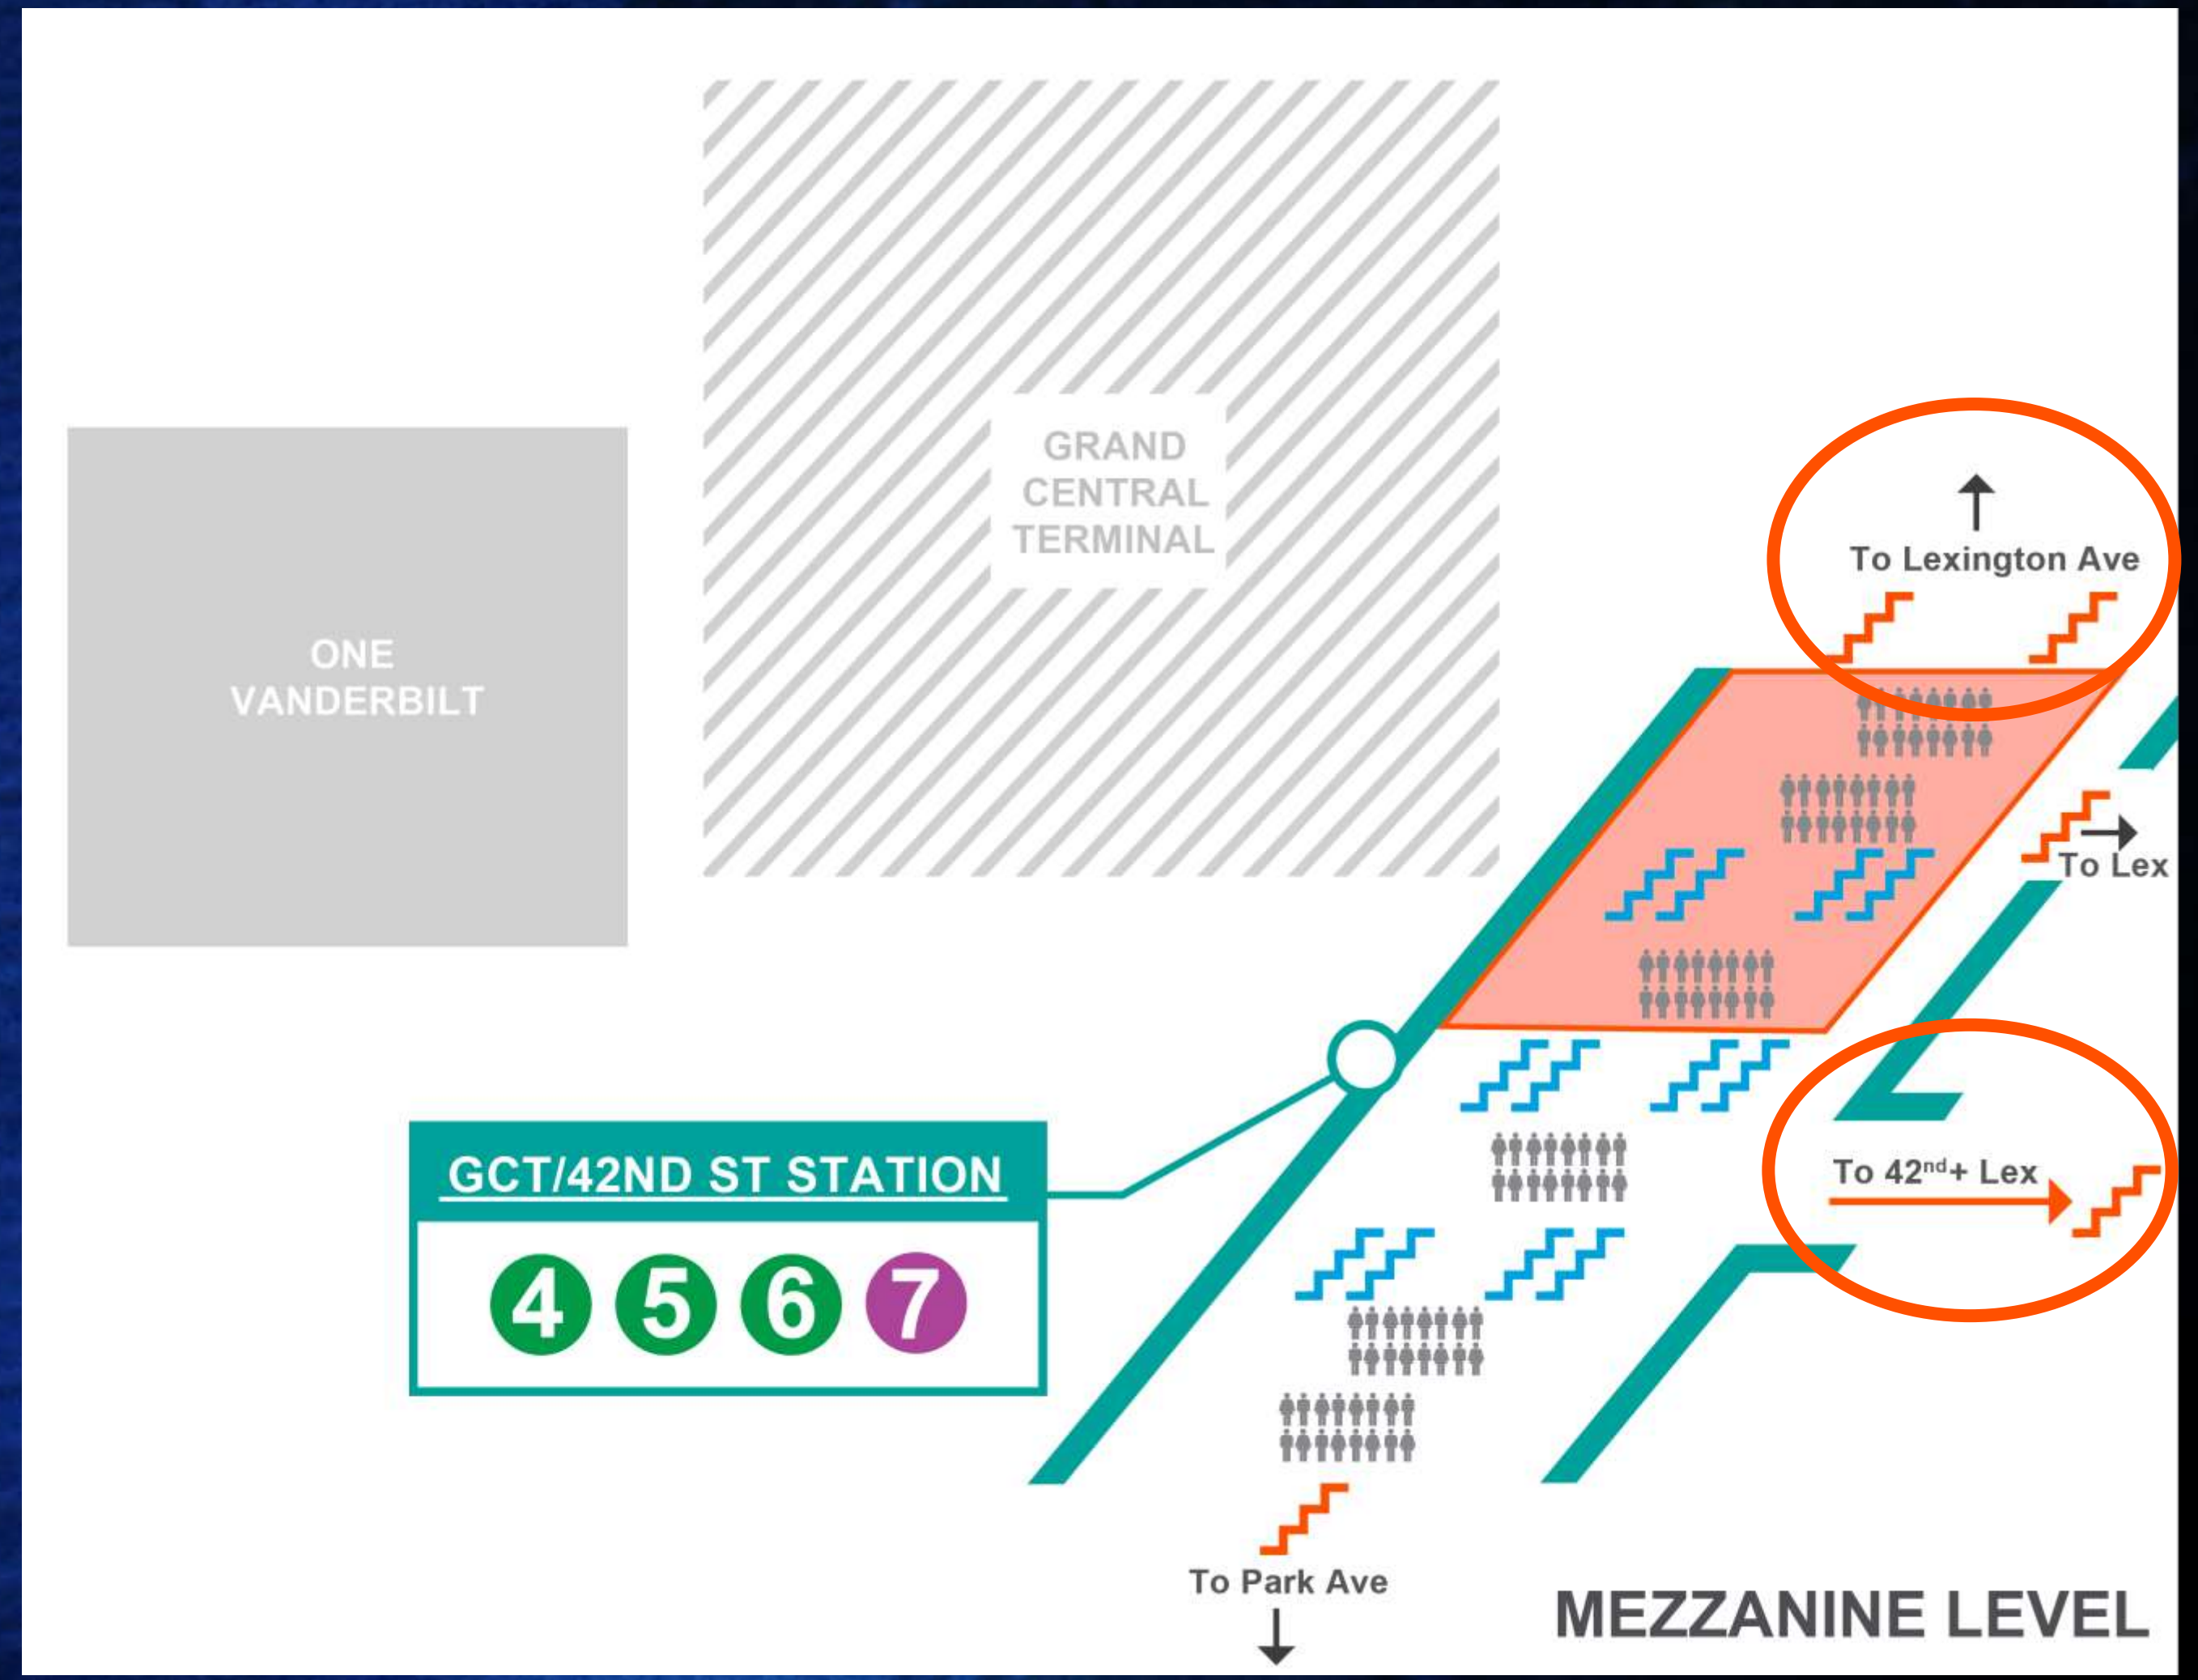 GRAND
CENTRAL
TERMINAL
ONE
VANDERBILT
To Lexington Ave
To Lex
GCT/42ND ST STATION
4 5 6 7
To 42nd+ Lex
To Park Ave
MEZZANINE LEVEL